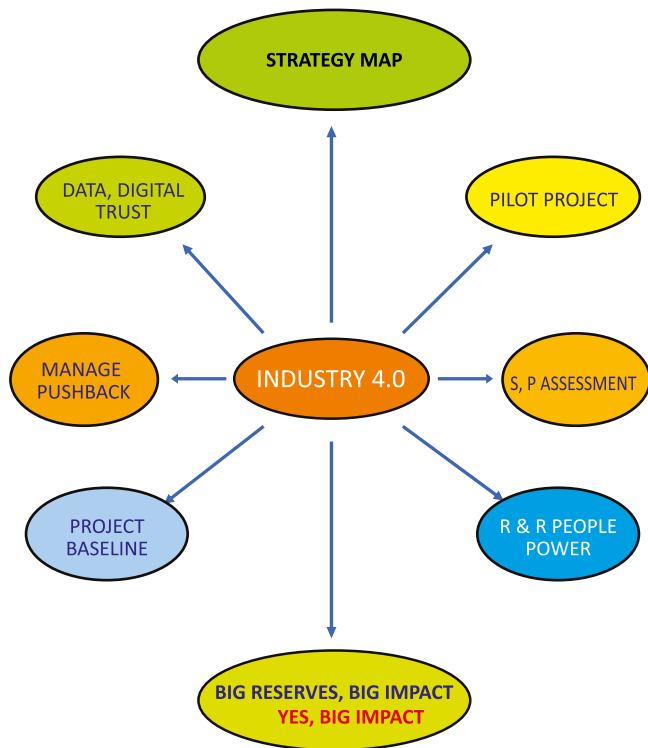 STRATEGY MAP
DATA, DIGITAL
TRUST
PILOT PROJECT
MANAGE
PUSHBACK
INDUSTRY 4.0
S, P ASSESSMENT
PROJECT
BASELINE
R & R PEOPLE
POWER
BIG RESERVES, BIG IMPACT
YES, BIG IMPACT